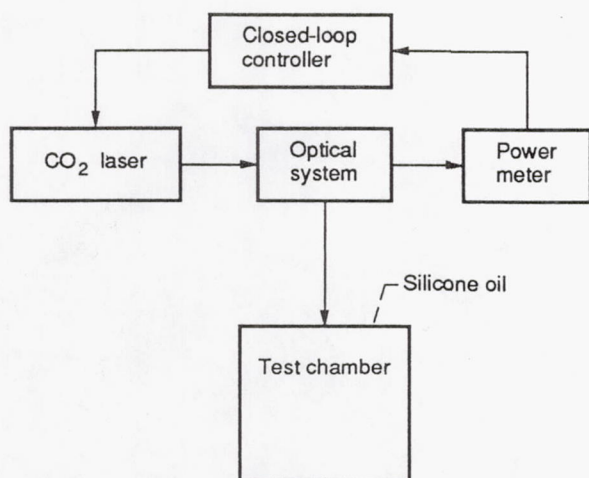 Closed-loop
controller
CO2 laser
Optical
system
Power
meter
Silicone oil
Test chamber